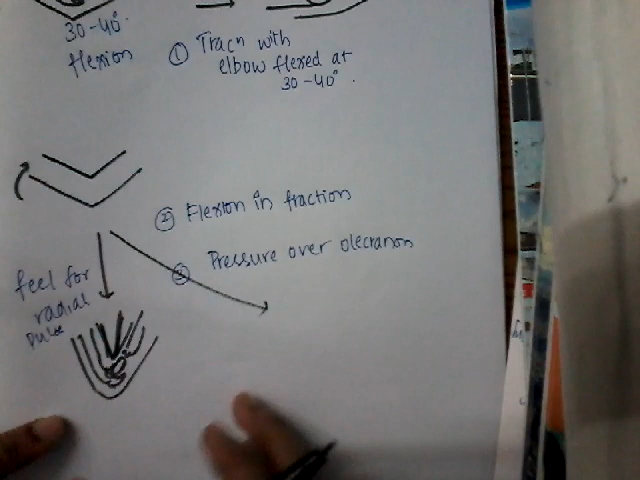 30-40°
flexion
① Tracn with
elbow flexed at
30-40°.
② Flexion in fraction
③ Pressure over olecranon
feel for
radial
pulse